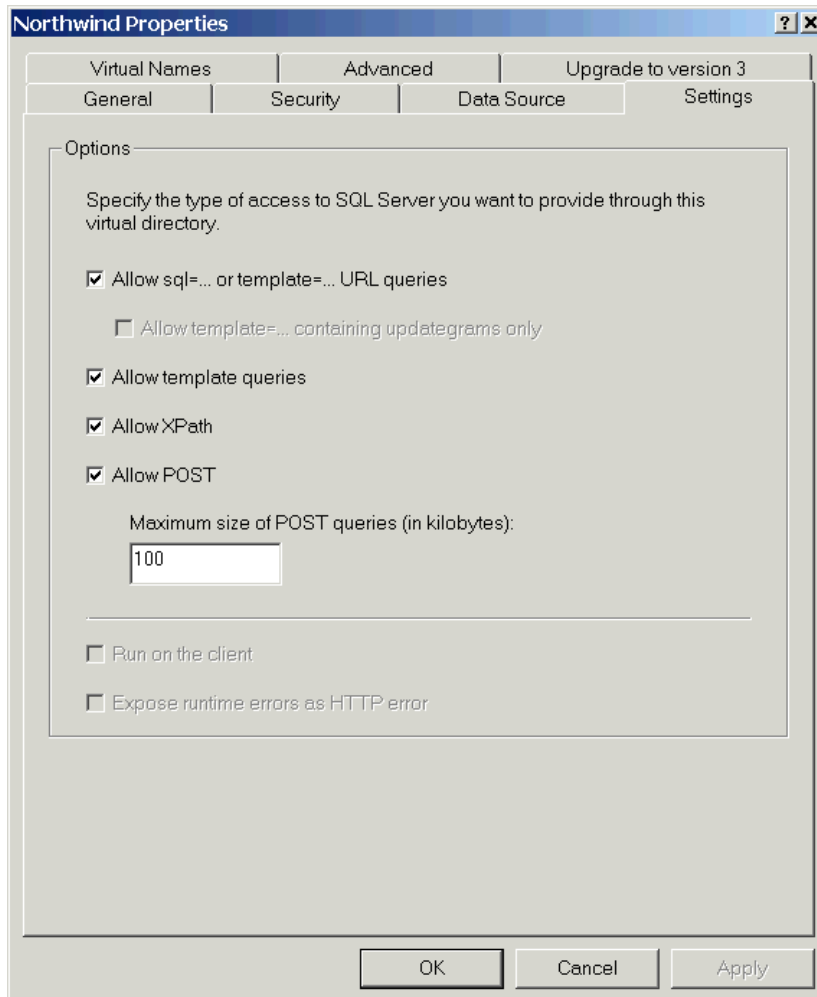 Northwind Properties
Virtual Names
Advanced
Upgrade to version 3
General
Security
Data Source
Settings
Options
Specify the type of access to SQL Server you want to provide through this
virtual directory.
Allow sql=... or template=... URL queries
Allow template=... containing updategrams only
Allow template queries
Allow XPath
Allow POST
Maximum size of POST queries (in kilobytes):
100
Run on the client
Expose runtime errors as HTTP error
OK
Cancel
Apply